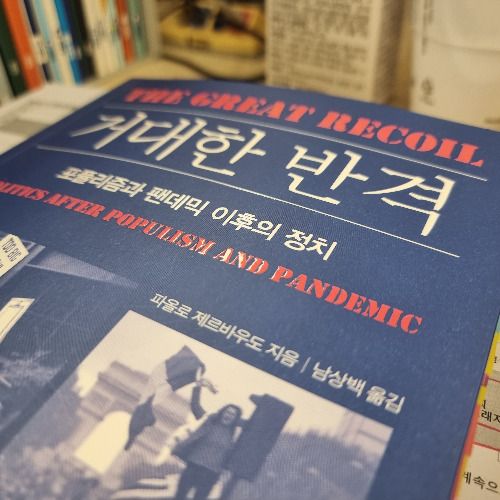 THE GREAT RECOIL
거대한 반격
포퓰리즘과 팬데믹 이후의 정치
POLITICS AFTER POPULISM AND PANDEMIC
TOO BIG
파올로 제르바우도 지음 | 남상백 옮김